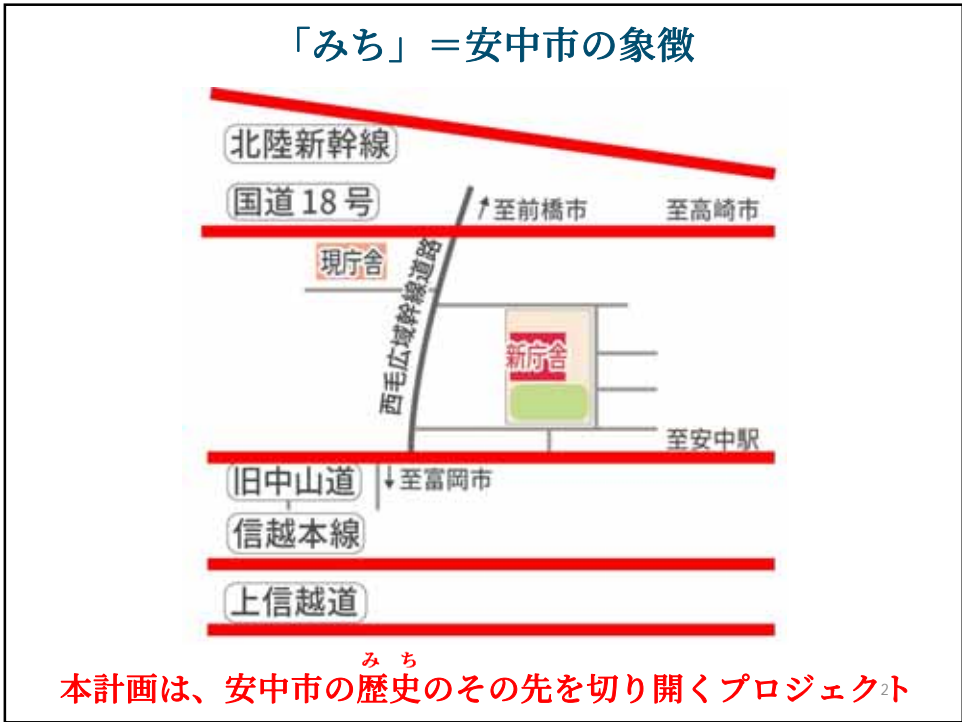 「みち」＝安中市の象徴
北陸新幹線
国道18号
至前橋市
至高崎市
現庁舎
西毛広域幹線道路
新庁舎
至安中駅
旧中山道
至富岡市
信越本線
上信越道
みち
本計画は、安中市の歴史のその先を切り開くプロジェクト
2